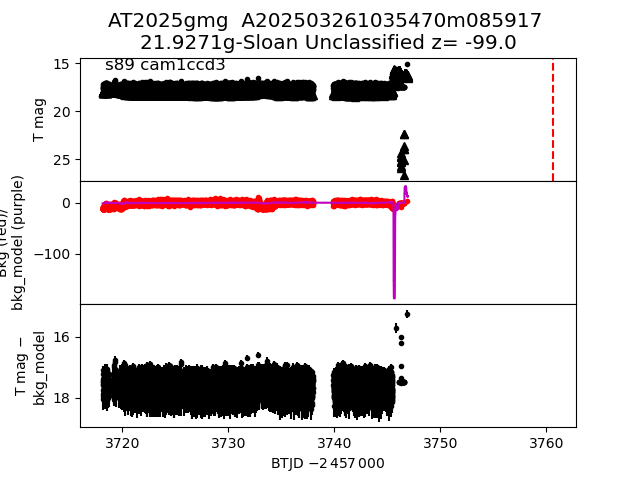 AT2025gmg  A202503261035470m085917
21.9271g-Sloan Unclassified z= -99.0
s89 cam1ccd3
15
20
25
T mag
0
−100
Bkg (red)/
bkg_model (purple)
16
18
T mag −
bkg_model
3720
3730
3740
3750
3760
BTJD −2 457 000